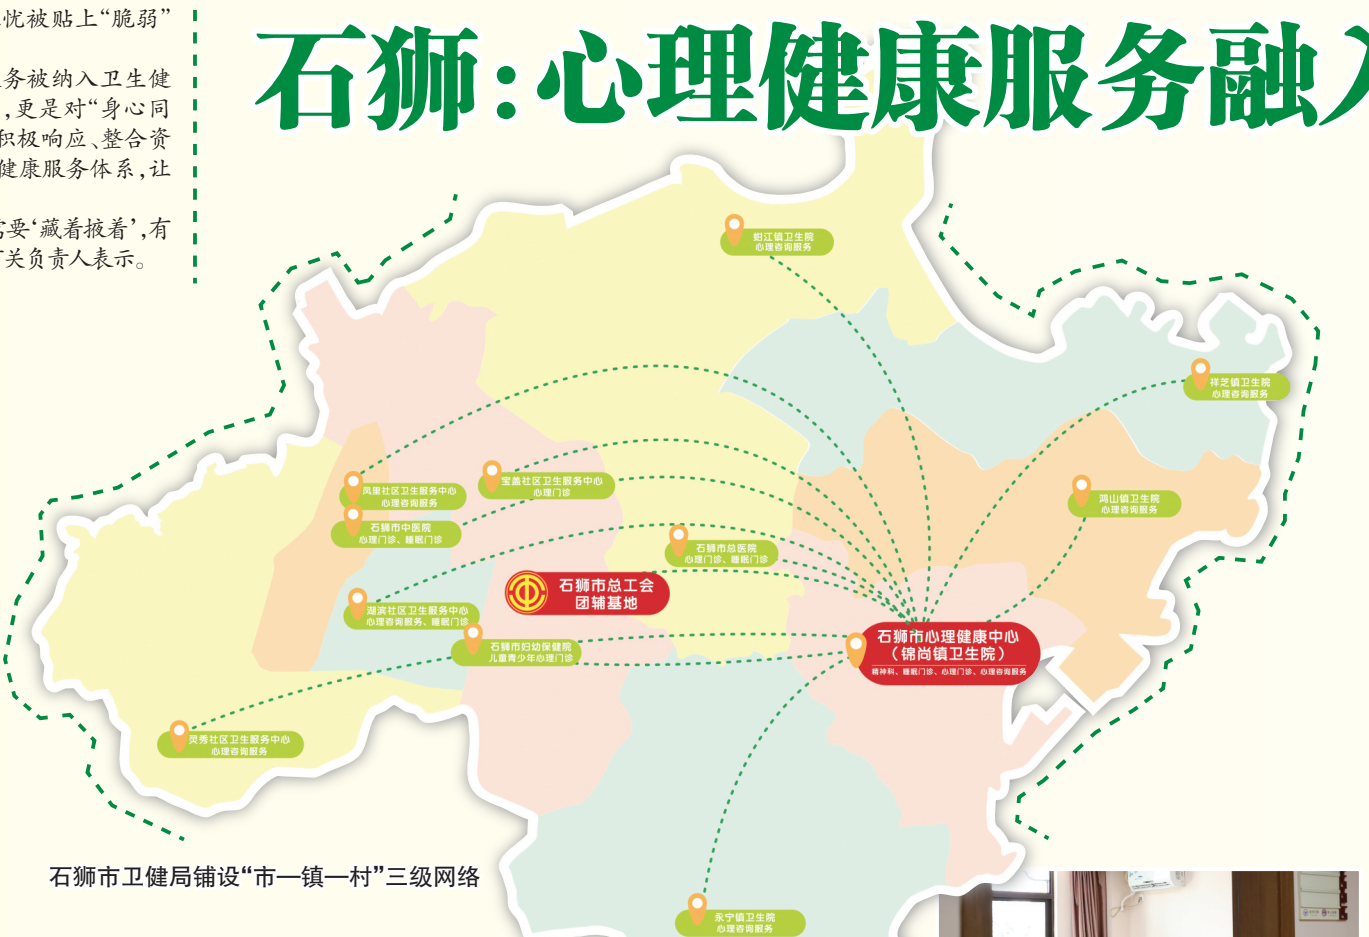 忧被贴上“脆弱”
务被纳入卫生健
，更是对“身心同
积极响应、整合资
健康服务体系，让
需要‘藏着掖着’，有
有关负责人表示。
石狮：心理健康服务融入
蚶江镇卫生院
心理咨询服务
祥芝镇卫生院
心理咨询服务
凤里社区卫生服务中心
心理咨询服务
宝盖社区卫生服务中心
心理门诊
鸿山镇卫生院
心理咨询服务
石狮市中医院
心理门诊、睡眠门诊
石狮市总医院
心理门诊、睡眠门诊
石狮市总工会
团辅基地
湖滨社区卫生服务中心
心理咨询服务、睡眠门诊
石狮市妇幼保健院
儿童青少年心理门诊
石狮市心理健康中心
（锦尚镇卫生院）
精神科、睡眠门诊、心理门诊、心理咨询服务
灵秀社区卫生服务中心
心理咨询服务
石狮市卫健局铺设“市—镇—村”三级网络
永宁镇卫生院
心理咨询服务